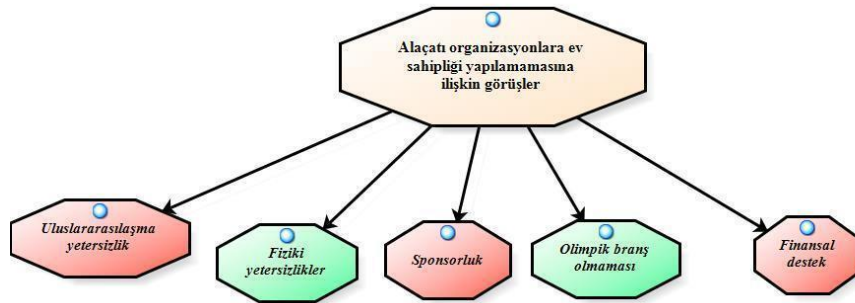 Alaçatı organizasyonlara ev
sahipliği yapılamamasına
ilişkin görüşler
Uluslararasılaşma
yetersizlik
Fiziki
yetersizlikler
Sponsorluk
Olimpik branş
olmaması
Finansal
destek